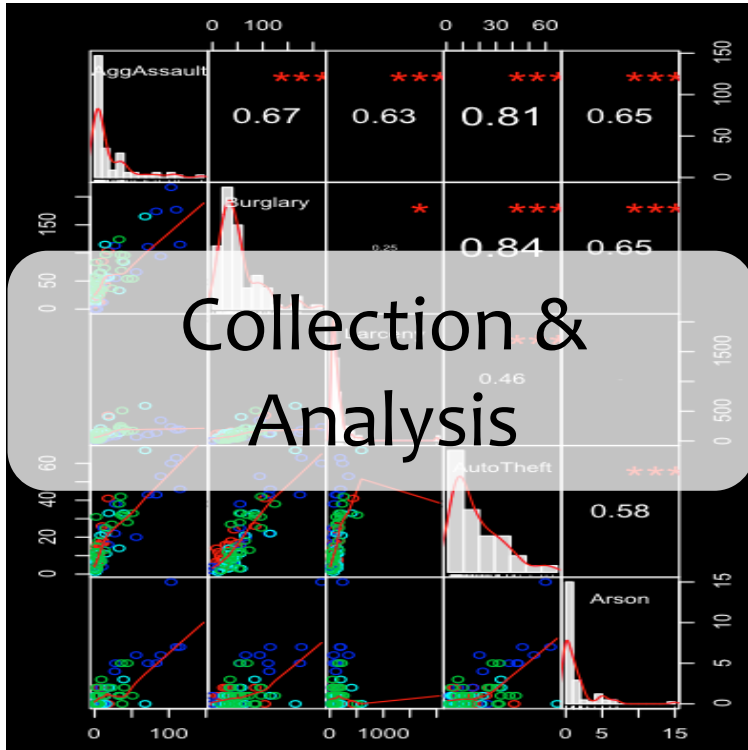 0 100 0 30 60
AggAssault *** *** *** ***
0.67 0.63 0.81 0.65
0 50 100 150
Burglary * *** ***
0.25 0.84 0.65
0 50 150
Collection &
Larceny ***
0.46
0 500 1500
Analysis
AutoTheft ***
0.58
0 20 40 60
Arson
0 5 10 15
0 100 0 1000 0 5 15